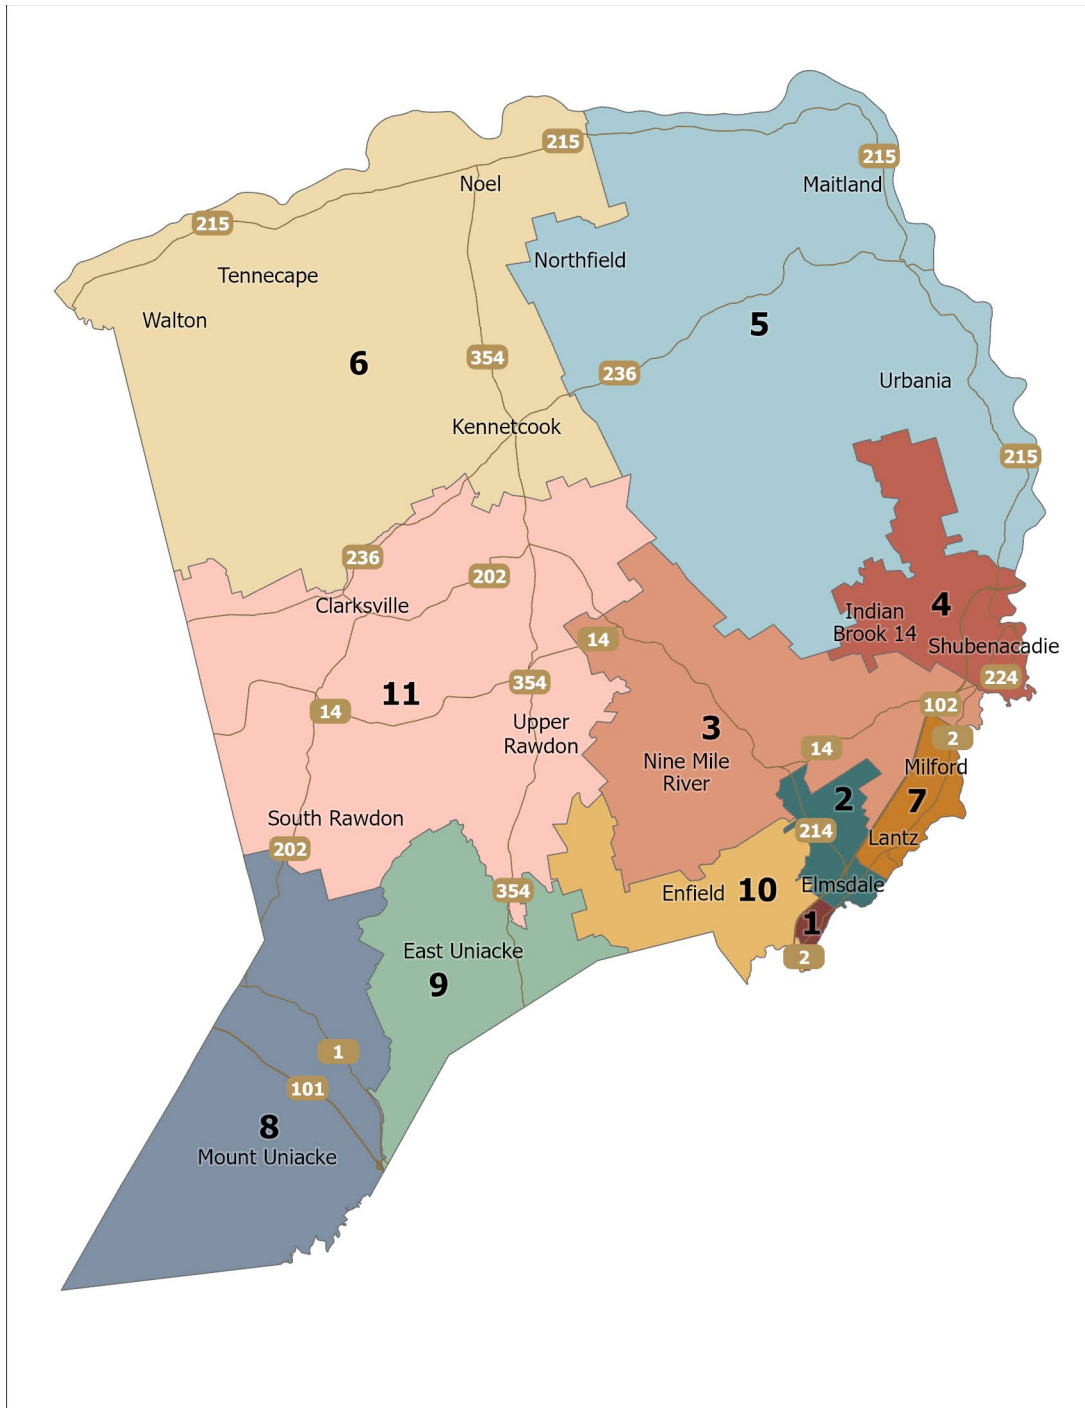 215
215
Maitland
Noel
215
Northfield
Tennecape
Walton
5
354
6
236
Urbania
Kennetcook
215
236
202
Clarksville
4
Indian
Brook 14
14
Shubenacadie
224
354
11
102
14
Upper
Rawdon
3
2
14
Nine Mile
River
Milford
2
7
South Rawdon
214
Lantz
202
Elmsdale
354
Enfield
10
1
East Uniacke
2
9
1
101
8
Mount Uniacke